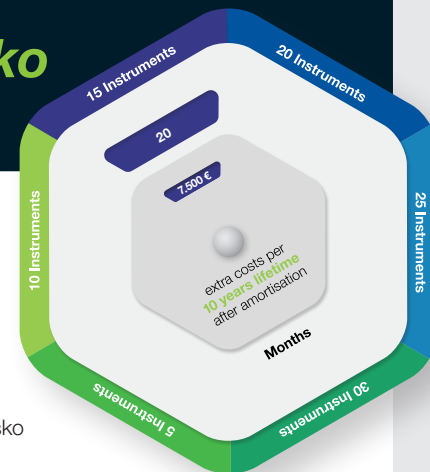 ko
15 Instruments
20 Instruments
25 Instruments
30 Instruments
5 Instruments
10 Instruments
20
7.500 €
extra costs per
10 years lifetime
after amortisation
Months
sko